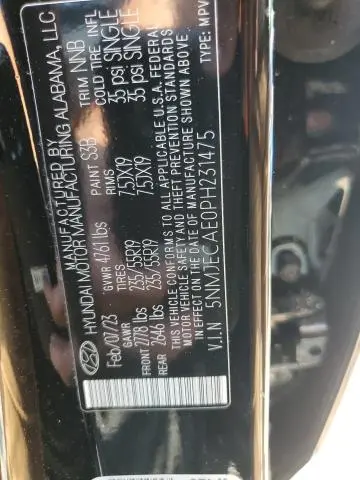 MANUFACTURED BY
HYUNDAI MOTOR MANUFACTURING ALABAMA, LLC
Feb/07/23 GVWR 4761 lbs PAINT S3B TRIM NNB
GAWR TIRES COLD TIRE INFL
FRONT 2778 lbs 235/55R19 7.5JX19 35 psi SINGLE
REAR 2646 lbs 235/55R19 7.5JX19 35 psi SINGLE
THIS VEHICLE CONFORMS TO ALL APPLICABLE U.S.A. FEDERAL
MOTOR VEHICLE SAFETY AND THEFT PREVENTION STANDARDS
IN EFFECT ON THE DATE OF MANUFACTURE SHOWN ABOVE.
V.I.N 5NMJECAE0PH231475 TYPE: MPV